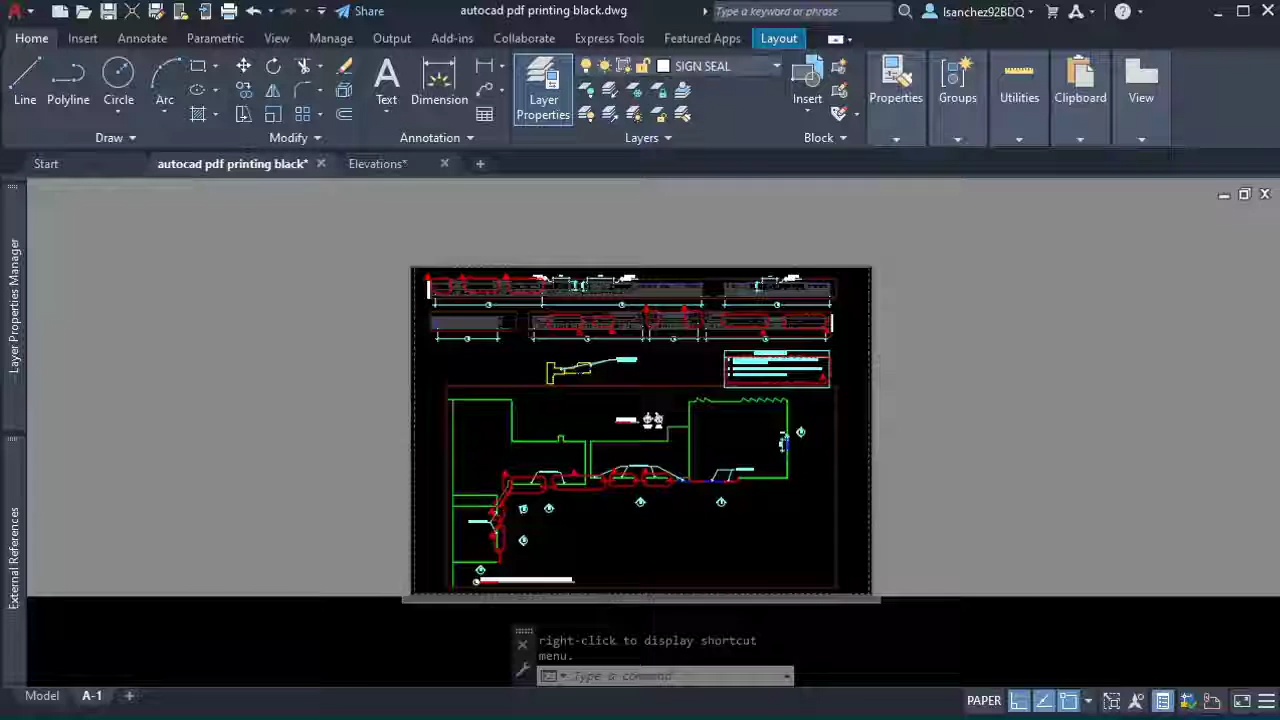 Share
autocad pdf printing black.dwg
Type a keyword or phrase
lsanchez92BDQ
Home Insert Annotate Parametric View Manage Output Add-ins Collaborate Express Tools Featured Apps Layout
SIGN SEAL
Line Polyline Circle Arc
Text Dimension
Layer
Properties
Insert
Properties Groups Utilities Clipboard View
Draw Modify Annotation Layers Block
Start autocad pdf printing black* Elevations*
Layer Properties Manager
External References
right-click to display shortcut
menu.
Type a command
Model A-1
PAPER